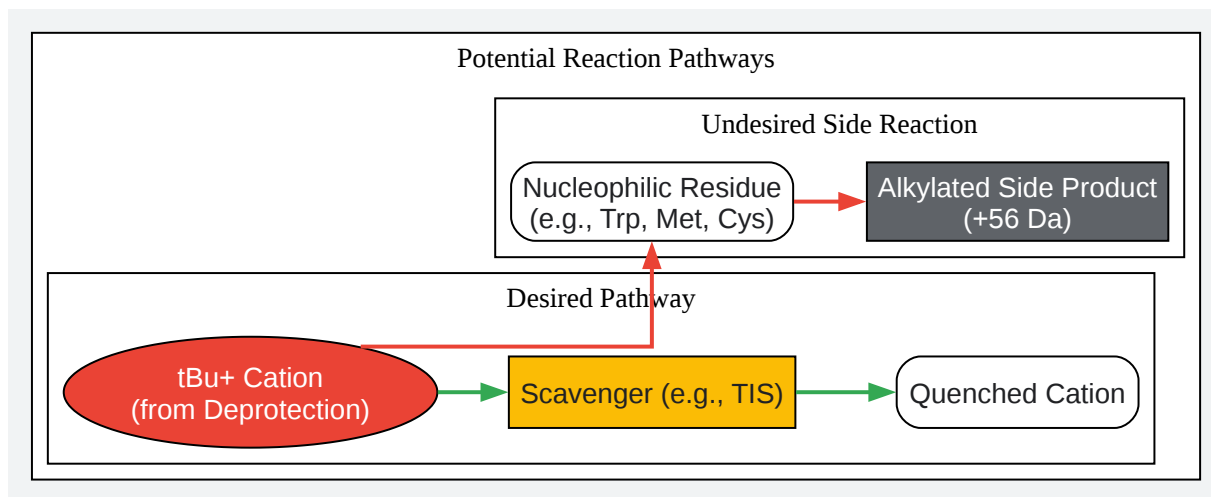 Potential Reaction Pathways
Undesired Side Reaction
Nucleophilic Residue
(e.g., Trp, Met, Cys)
Alkylated Side Product
(+56 Da)
Desired Pathway
tBu+ Cation
(from Deprotection)
Scavenger (e.g., TIS)
Quenched Cation